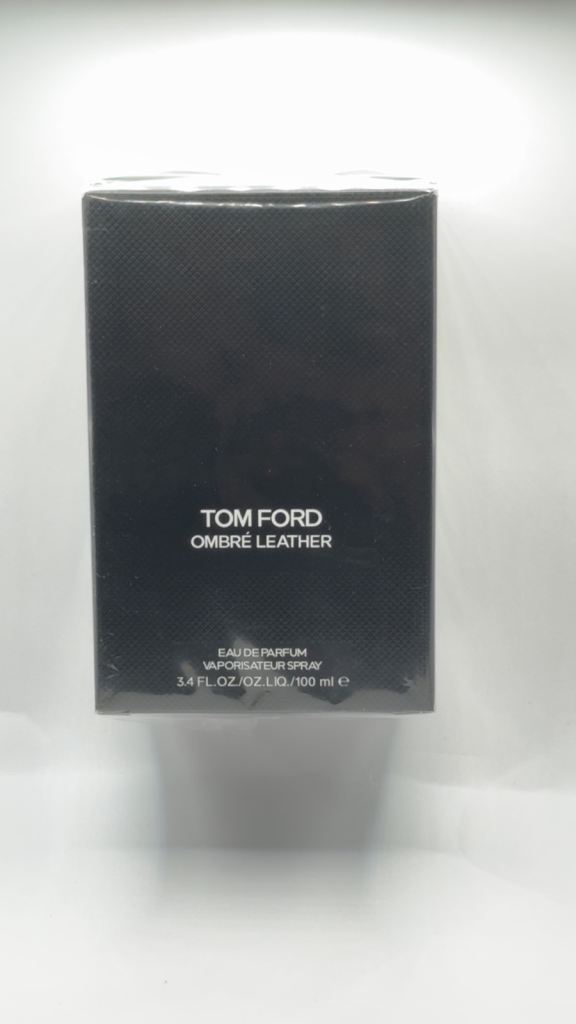 TOM FORD
OMBRÉ LEATHER
EAU DE PARFUM
VAPORISATEUR SPRAY
3.4 FL.OZ./OZ.LIQ./100 ml ℮